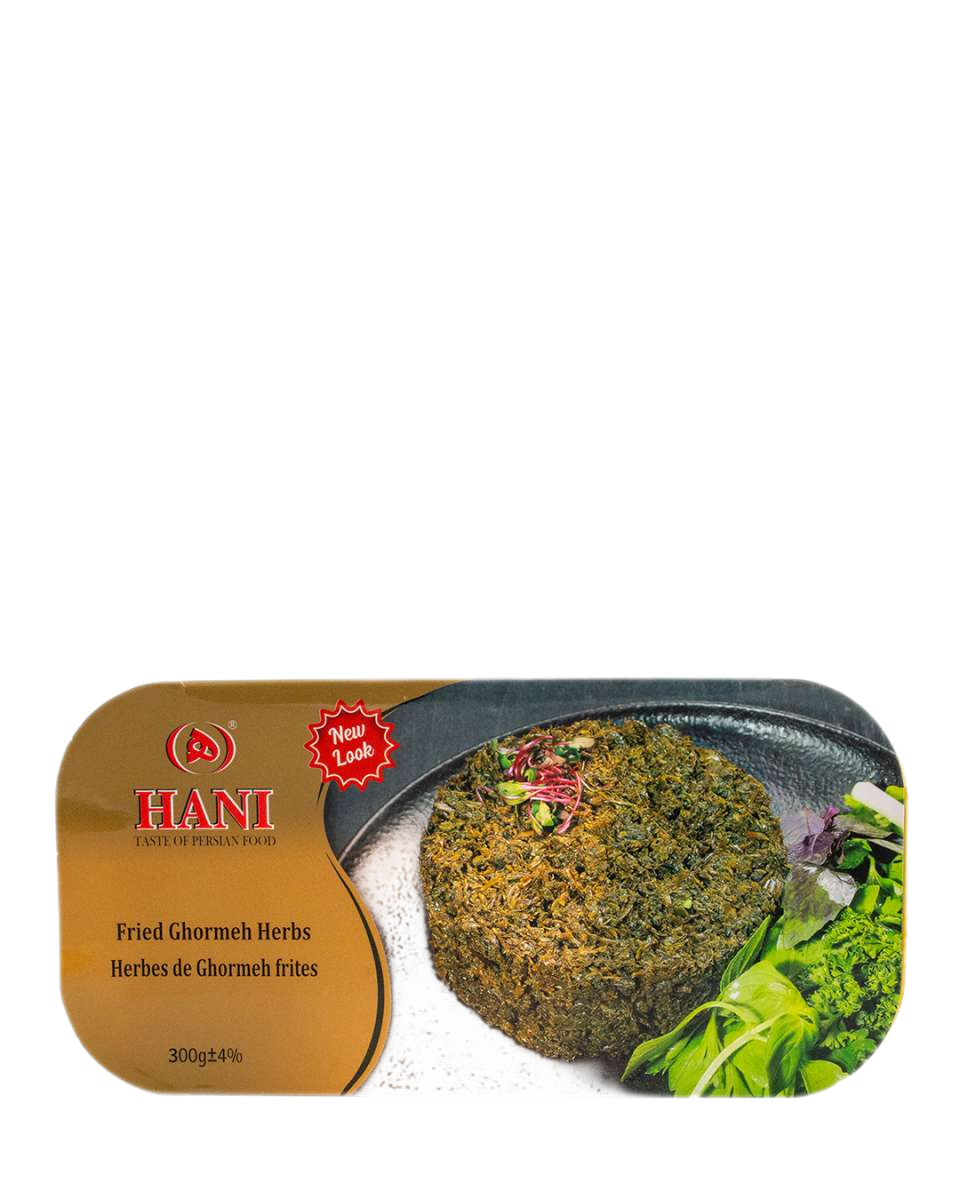 ®
HANI
TASTE OF PERSIAN FOOD
New
Look
Fried Ghormeh Herbs
Herbes de Ghormeh frites
300g±4%